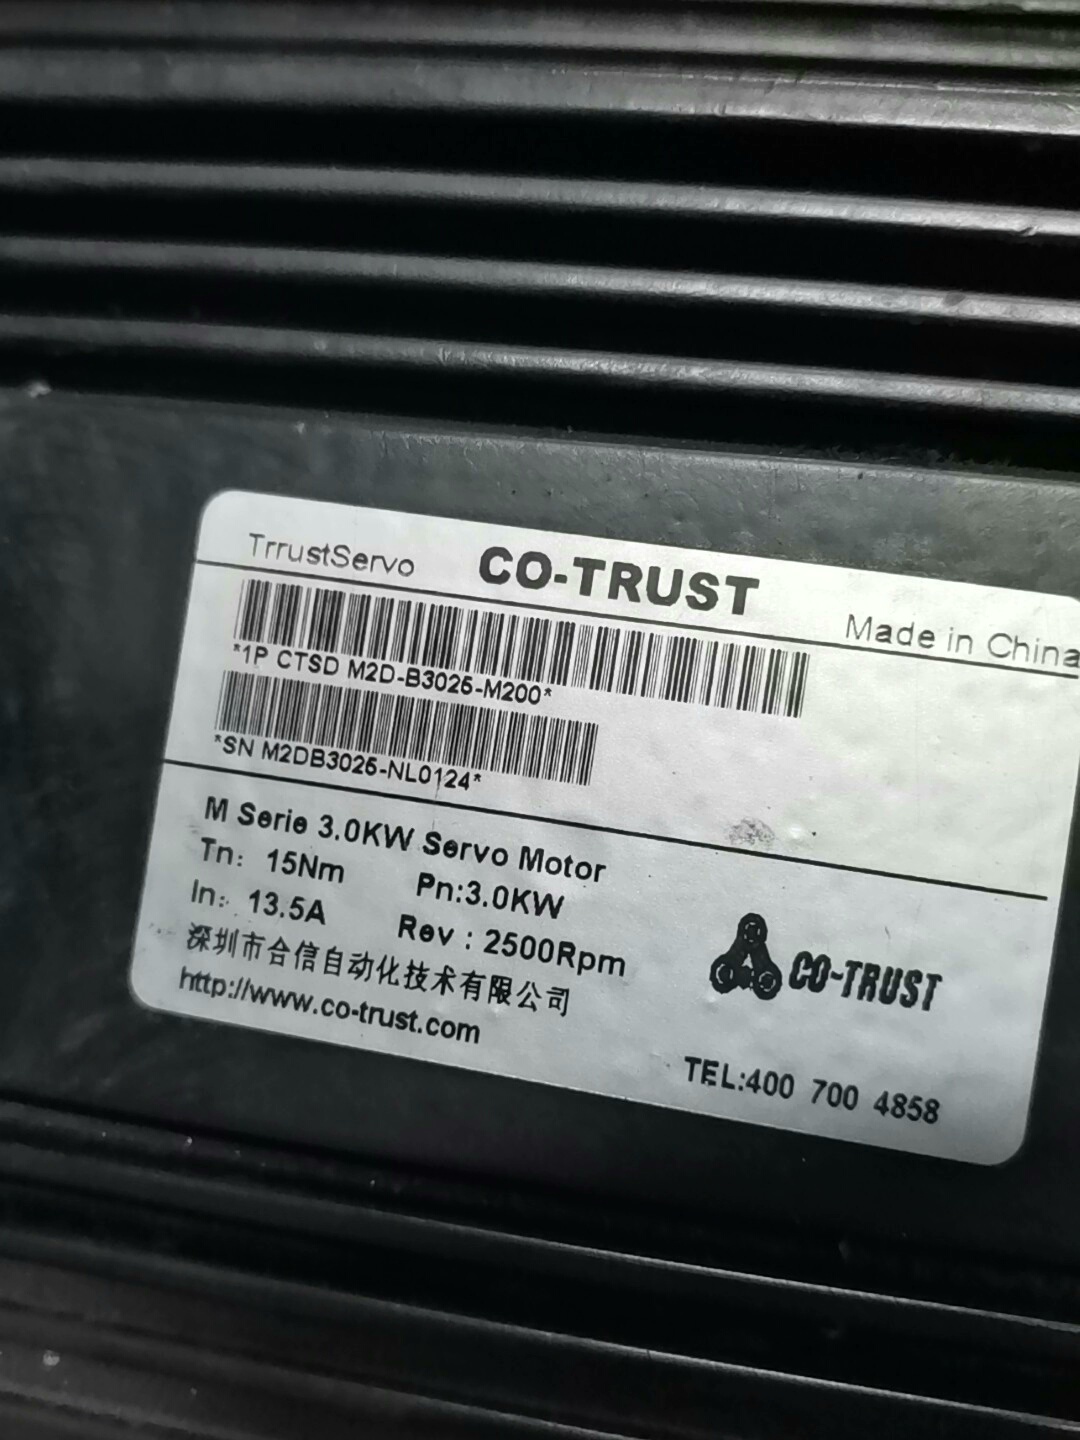 TrrustServo CO-TRUST Made in China
*1P CTSD M2D-B3025-M200*
*SN M2DB3025-NL0124*
M Serie 3.0KW Servo Motor
Tn: 15Nm Pn:3.0KW
In: 13.5A Rev : 2500Rpm
深圳市合信自动化技术有限公司
http://www.co-trust.com
CO-TRUST
TEL:400 700 4858